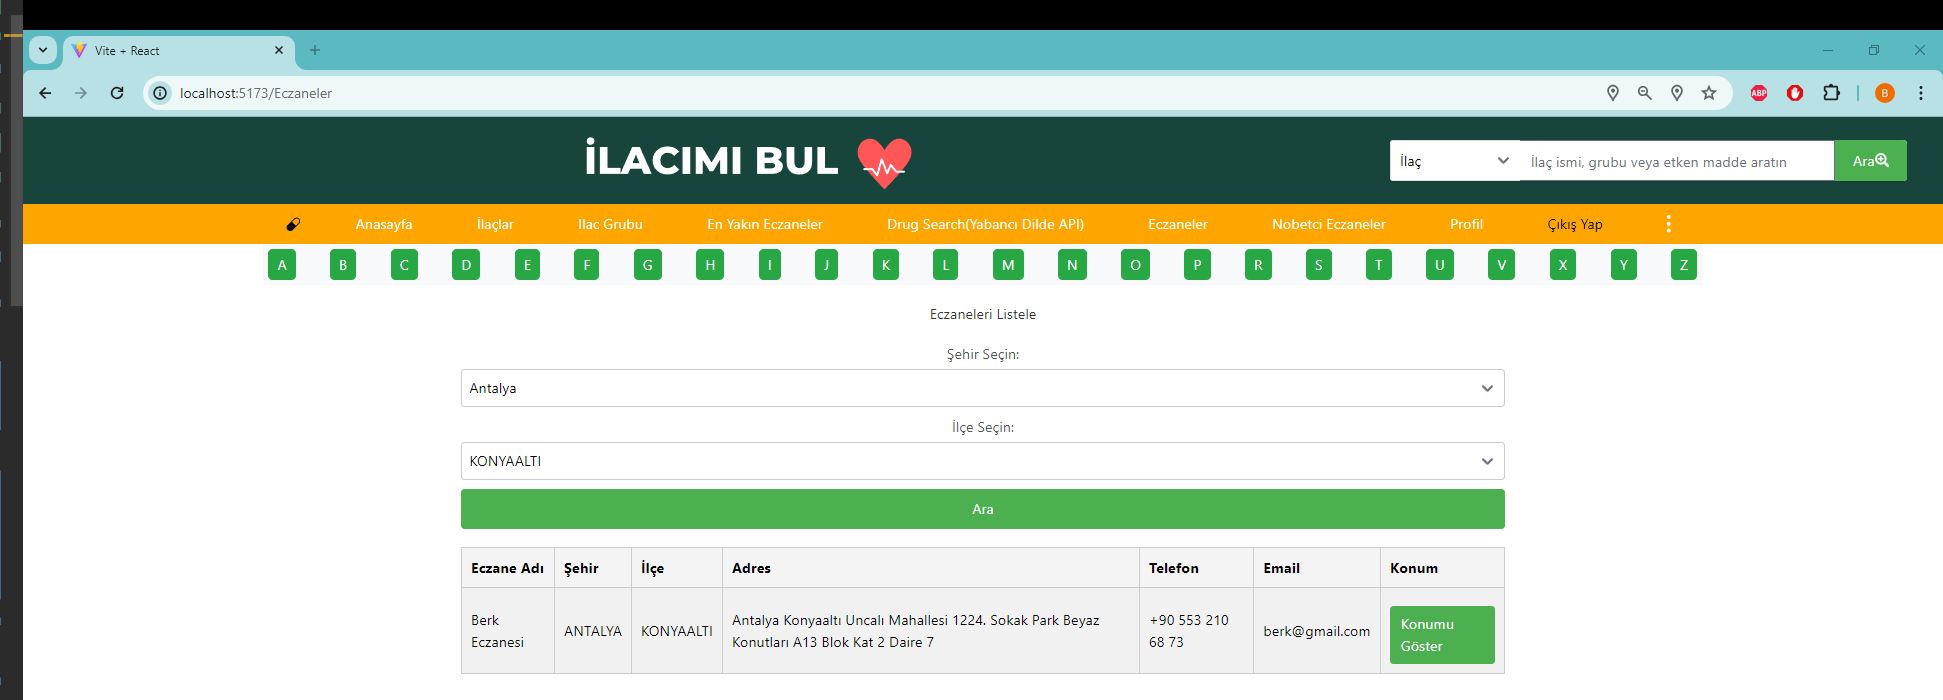 Vite + React
localhost:5173/Eczaneler
ABP
B
İLACIMI BUL
İlaç
İlaç ismi, grubu veya etken madde aratın
Ara
Anasayfa İlaçlar Ilac Grubu En Yakın Eczaneler Drug Search(Yabancı Dilde API) Eczaneler Nobetci Eczaneler Profil Çıkış Yap
A B C D E F G H I J K L M N O P R S T U V X Y Z
Eczaneleri Listele
Şehir Seçin:
Antalya
İlçe Seçin:
KONYAALTI
Ara
Eczane Adı Şehir İlçe Adres Telefon Email Konum
Berk Eczanesi ANTALYA KONYAALTI Antalya Konyaaltı Uncalı Mahallesi 1224. Sokak Park Beyaz Konutları A13 Blok Kat 2 Daire 7 +90 553 210 68 73 berk@gmail.com Konumu Göster